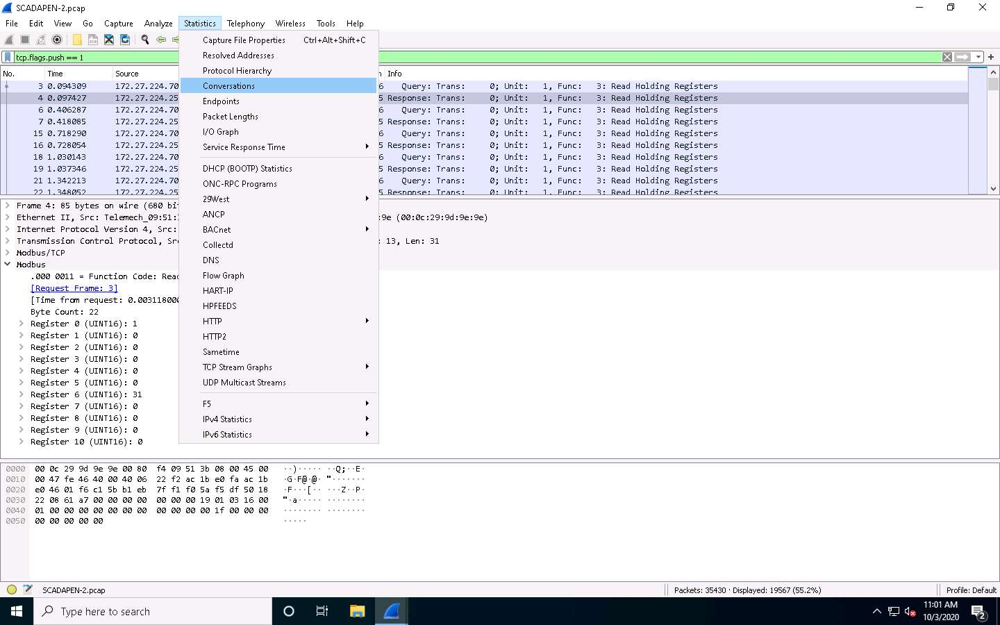 SCADAPEN-2.pcap
File Edit View Go Capture Analyze Statistics Telephony Wireless Tools Help
tcp.flags.push == 1
No. Time Source Info
3 0.094309 172.27.224.70 6 Query: Trans: 0; Unit: 1, Func: 3: Read Holding Registers
4 0.097427 172.27.224.25 5 Response: Trans: 0; Unit: 1, Func: 3: Read Holding Registers
6 0.406287 172.27.224.70 6 Query: Trans: 0; Unit: 1, Func: 3: Read Holding Registers
7 0.418085 172.27.224.25 5 Response: Trans: 0; Unit: 1, Func: 3: Read Holding Registers
15 0.718290 172.27.224.70 6 Query: Trans: 0; Unit: 1, Func: 3: Read Holding Registers
16 0.728054 172.27.224.25 5 Response: Trans: 0; Unit: 1, Func: 3: Read Holding Registers
18 1.030143 172.27.224.70 6 Query: Trans: 0; Unit: 1, Func: 3: Read Holding Registers
19 1.037346 172.27.224.25 5 Response: Trans: 0; Unit: 1, Func: 3: Read Holding Registers
21 1.342213 172.27.224.70 6 Query: Trans: 0; Unit: 1, Func: 3: Read Holding Registers
22 1.348052 172.27.224.25 5 Response: Trans: 0; Unit: 1, Func: 3: Read Holding Registers
Capture File Properties Ctrl+Alt+Shift+C
Resolved Addresses
Protocol Hierarchy
Conversations
Endpoints
Packet Lengths
I/O Graph
Service Response Time
DHCP (BOOTP) Statistics
ONC-RPC Programs
29West
ANCP
BACnet
Collectd
DNS
Flow Graph
HART-IP
HPFEEDS
HTTP
HTTP2
Sametime
TCP Stream Graphs
UDP Multicast Streams
F5
IPv4 Statistics
IPv6 Statistics
Frame 4: 85 bytes on wire (680 bit
Ethernet II, Src: Telemech_09:51: :9e (00:0c:29:9d:9e:9e)
Internet Protocol Version 4, Src:
Transmission Control Protocol, Src : 13, Len: 31
Modbus/TCP
Modbus
.000 0011 = Function Code: Read
[Request Frame: 3]
[Time from request: 0.003118000
Byte Count: 22
Register 0 (UINT16): 1
Register 1 (UINT16): 0
Register 2 (UINT16): 0
Register 3 (UINT16): 0
Register 4 (UINT16): 0
Register 5 (UINT16): 0
Register 6 (UINT16): 31
Register 7 (UINT16): 0
Register 8 (UINT16): 0
Register 9 (UINT16): 0
Register 10 (UINT16): 0
0000 00 0c 29 9d 9e 9e 00 80 f4 09 51 3b 08 00 45 00 ··)····· ··Q;··E·
0010 00 47 fe 46 40 00 40 06 22 f2 ac 1b e0 fa ac 1b ·G·F@·@· "·······
0020 e0 46 01 f6 c1 5b b1 eb 7f f1 f0 5a f5 df 50 18 ·F···[·· ···Z··P·
0030 22 08 61 a7 00 00 00 00 00 00 00 19 01 03 16 00 "·a····· ········
0040 01 00 00 00 00 00 00 00 00 00 00 00 1f 00 00 00 ········ ········
0050 00 00 00 00 00 ·····
SCADAPEN-2.pcap Packets: 35430 · Displayed: 19567 (55.2%) Profile: Default
Type here to search
11:01 AM
10/3/2020
2